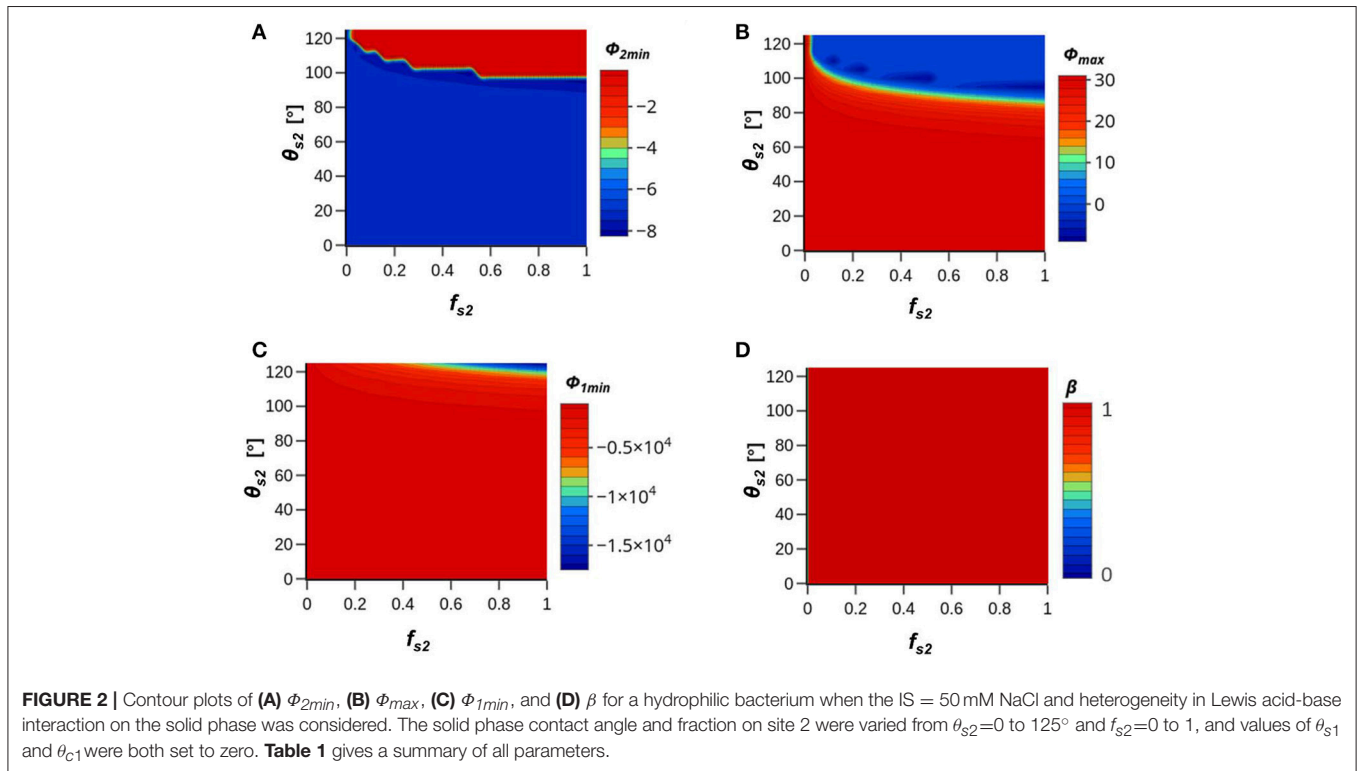 A
Φ2min
120
100
80
60
40
20
0
θs2 [°]
0 0.2 0.4 0.6 0.8 1
fs2
−2
−4
−6
−8
B
Φmax
120
100
80
60
40
20
0
θs2 [°]
0 0.2 0.4 0.6 0.8 1
fs2
30
20
10
0
C
Φ1min
120
100
80
60
40
20
0
θs2 [°]
0 0.2 0.4 0.6 0.8 1
fs2
−0.5×10⁴
−1×10⁴
−1.5×10⁴
D
β
120
100
80
60
40
20
0
θs2 [°]
0 0.2 0.4 0.6 0.8 1
fs2
1
0
FIGURE 2 | Contour plots of (A) Φ2min, (B) Φmax, (C) Φ1min, and (D) β for a hydrophilic bacterium when the IS = 50 mM NaCl and heterogeneity in Lewis acid-base
interaction on the solid phase was considered. The solid phase contact angle and fraction on site 2 were varied from θs2=0 to 125° and fs2=0 to 1, and values of θs1
and θc1 were both set to zero. Table 1 gives a summary of all parameters.